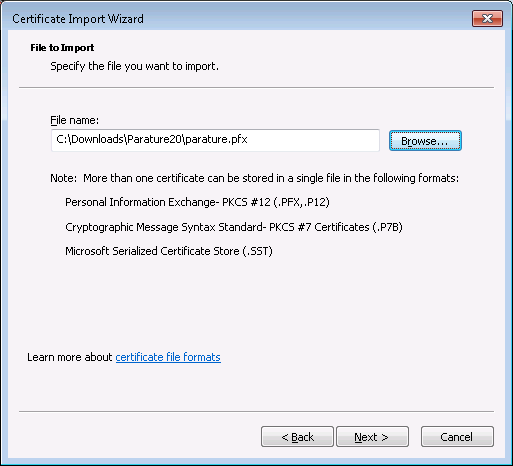 Certificate Import Wizard
File to Import
Specify the file you want to import.
File name:
C:\Downloads\Parature20\parature.pfx
Browse...
Note: More than one certificate can be stored in a single file in the following formats:
Personal Information Exchange- PKCS #12 (.PFX,.P12)
Cryptographic Message Syntax Standard- PKCS #7 Certificates (.P7B)
Microsoft Serialized Certificate Store (.SST)
Learn more about certificate file formats
< Back
Next >
Cancel